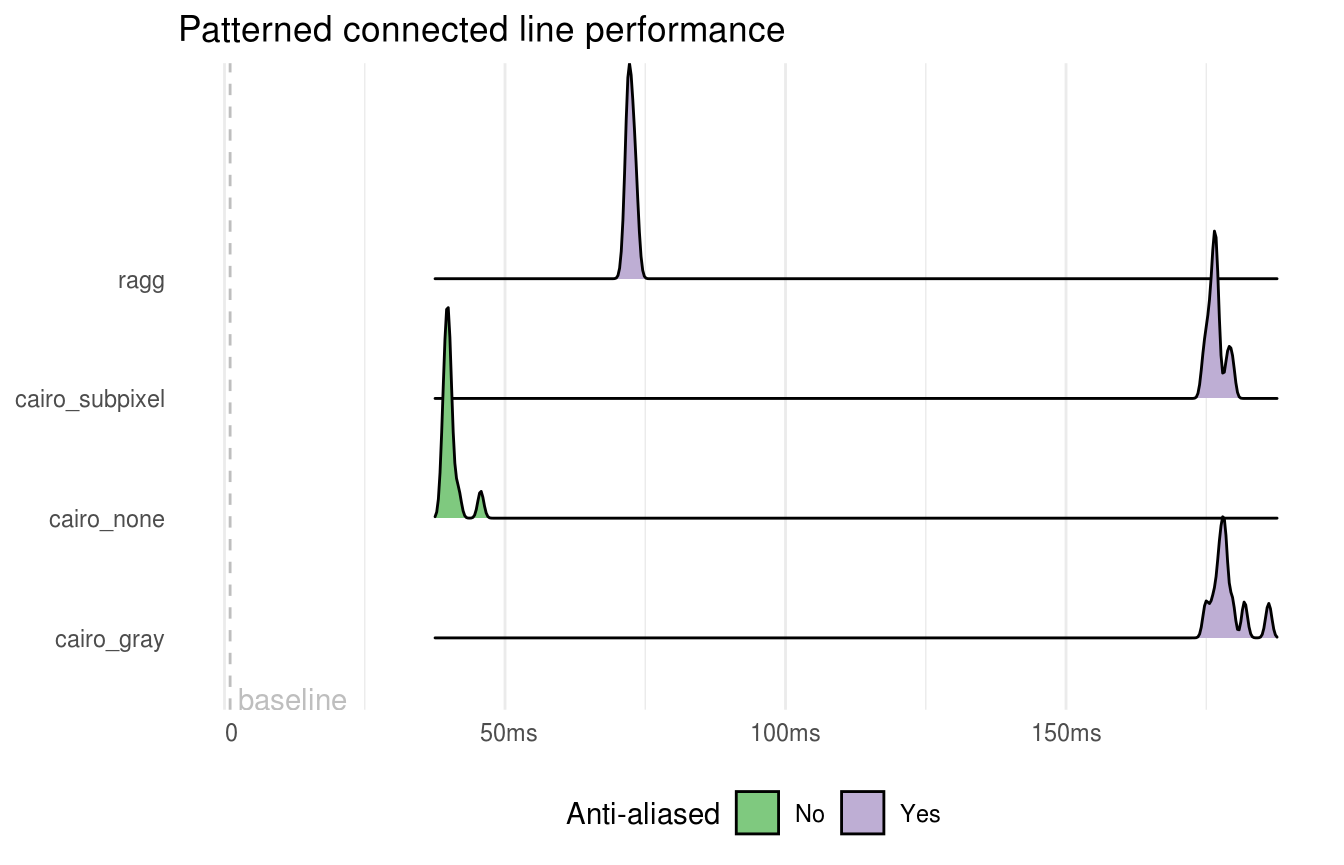 Patterned connected line performance
ragg
cairo_subpixel
cairo_none
cairo_gray
baseline
0 50ms 100ms 150ms
Anti-aliased No Yes